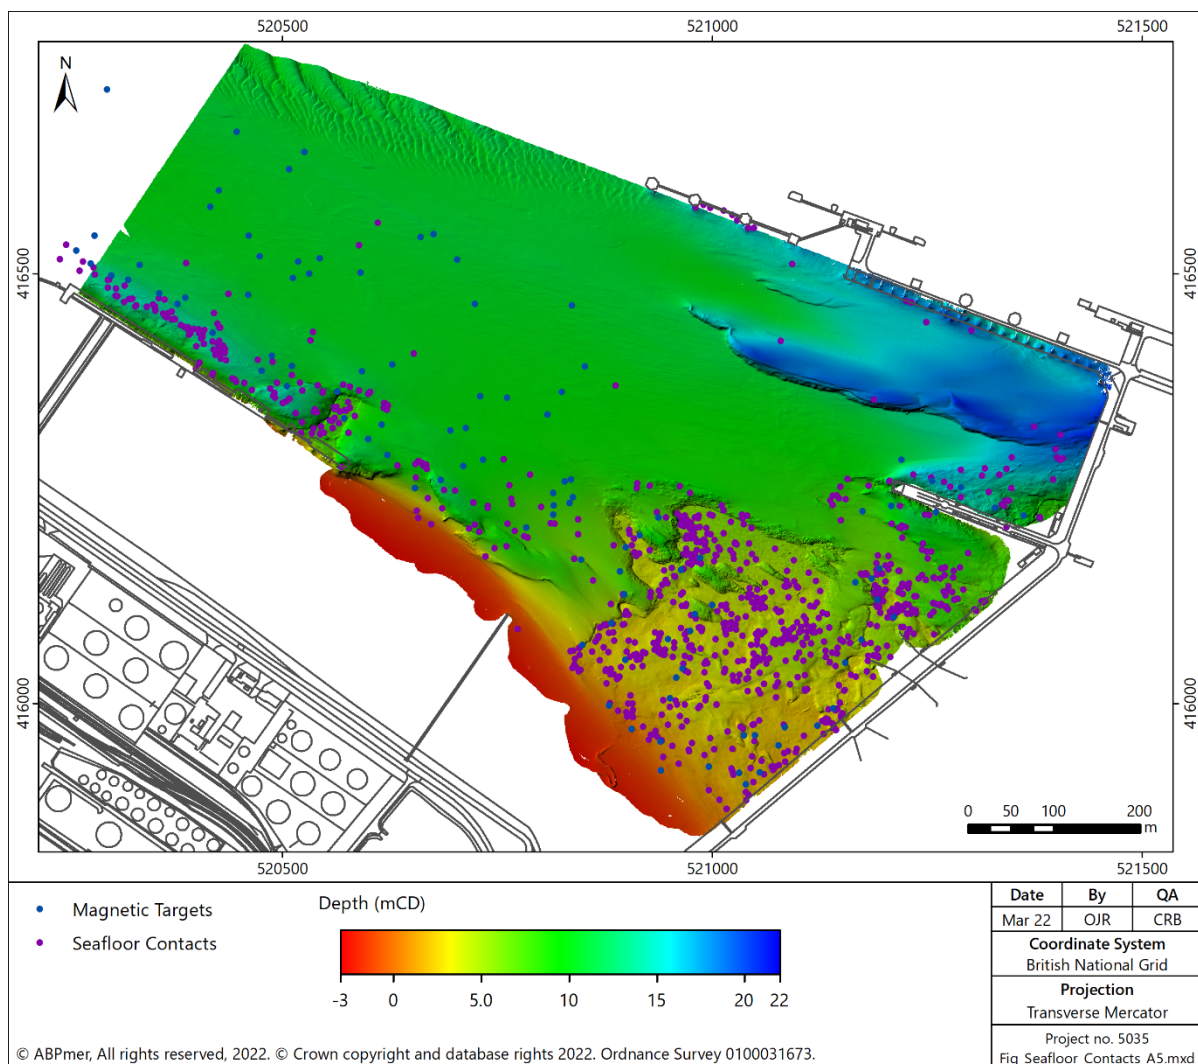 520500 521000 521500
N
416500 416500
416000 416000
0 50 100 200
m
520500 521000 521500
Magnetic Targets
Seafloor Contacts
Depth (mCD)
-3 0 5.0 10 15 20 22
Date By QA
Mar 22 OJR CRB
Coordinate System
British National Grid
Projection
Transverse Mercator
Project no. 5035
Fig_Seafloor_Contacts_A5.mxd
© ABPmer, All rights reserved, 2022. © Crown copyright and database rights 2022. Ordnance Survey 0100031673.